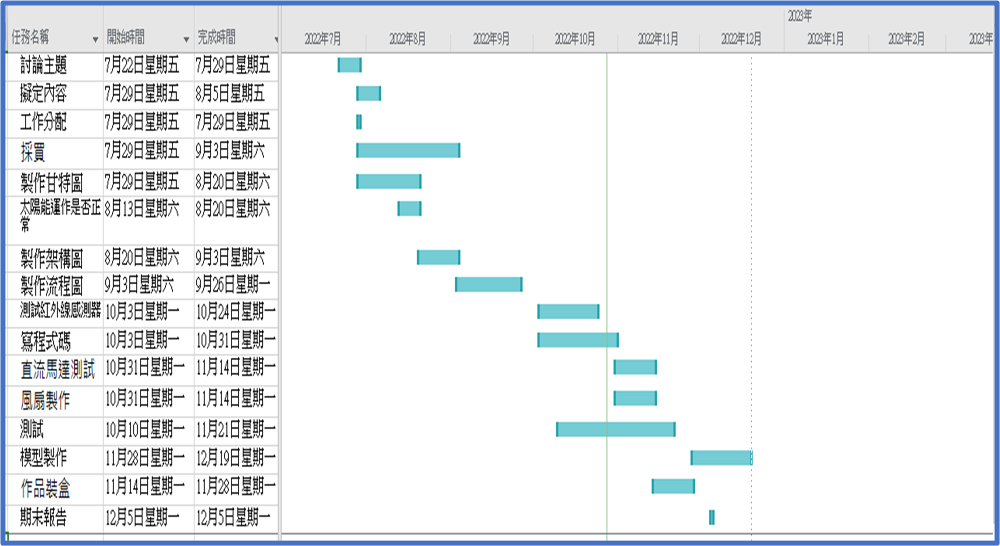 2023年
任務名稱 開始時間 完成時間 2022年7月 2022年8月 2022年9月 2022年10月 2022年11月 2022年12月 2023年1月 2023年2月 2023年
討論主題 7月22日星期五 7月29日星期五
擬定內容 7月29日星期五 8月5日星期五
工作分配 7月29日星期五 7月29日星期五
採買 7月29日星期五 9月3日星期六
製作甘特圖 7月29日星期五 8月20日星期六
太陽能運作是否正 8月13日星期六 8月20日星期六
常
製作架構圖 8月20日星期六 9月3日星期六
製作流程圖 9月3日星期六 9月26日星期一
測試紅外線感測器 10月3日星期一 10月24日星期一
寫程式碼 10月3日星期一 10月31日星期一
直流馬達測試 10月31日星期一 11月14日星期一
風扇製作 10月31日星期一 11月14日星期一
測試 10月10日星期一 11月21日星期一
模型製作 11月28日星期一 12月19日星期一
作品裝盒 11月14日星期一 11月28日星期一
期末報告 12月5日星期一 12月5日星期一